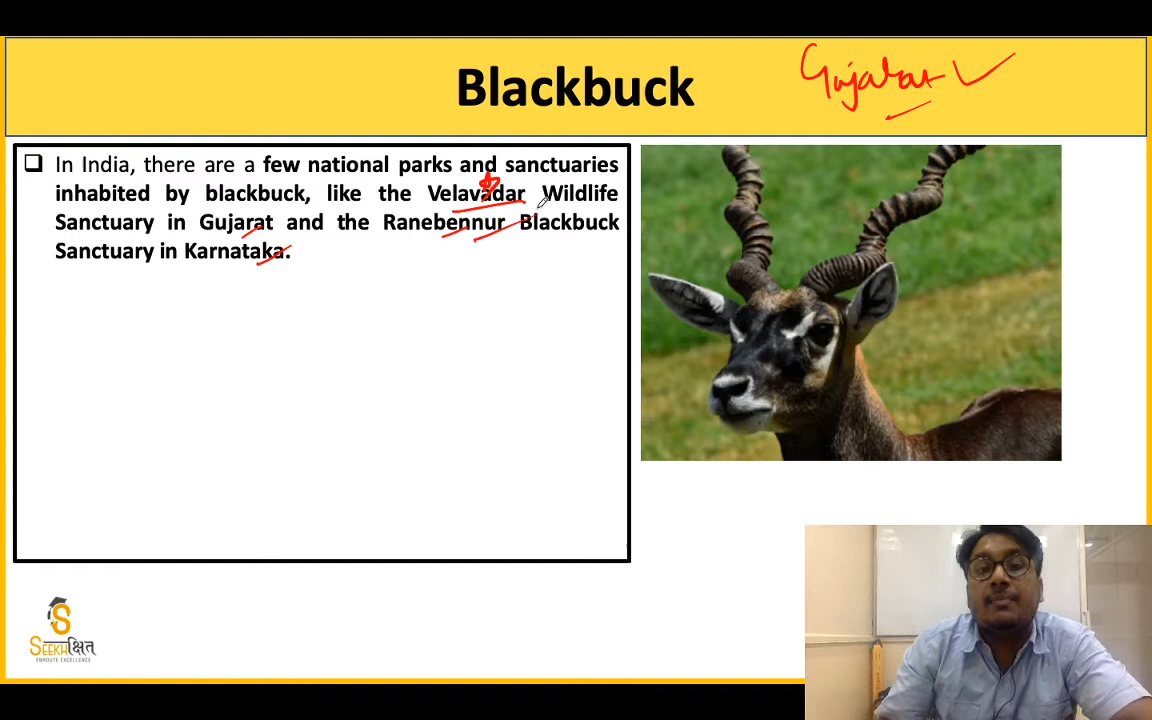 Blackbuck
Gujarat
In India, there are a few national parks and sanctuaries
inhabited by blackbuck, like the Velavadar Wildlife
Sanctuary in Gujarat and the Ranebennur Blackbuck
Sanctuary in Karnataka.
S
SEEKHक्षित
ENROUTE EXCELLENCE